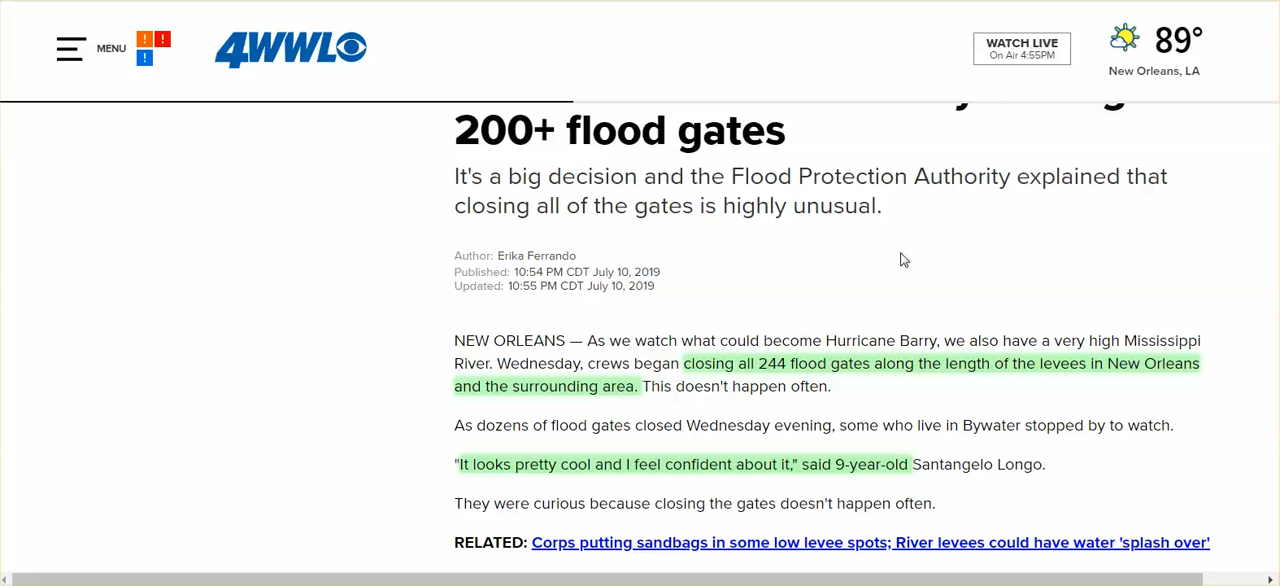 MENU
! !
!
4WWL
WATCH LIVE
On Air 4:55PM
89°
New Orleans, LA
200+ flood gates
It's a big decision and the Flood Protection Authority explained that
closing all of the gates is highly unusual.
Author: Erika Ferrando
Published: 10:54 PM CDT July 10, 2019
Updated: 10:55 PM CDT July 10, 2019
NEW ORLEANS — As we watch what could become Hurricane Barry, we also have a very high Mississippi
River. Wednesday, crews began closing all 244 flood gates along the length of the levees in New Orleans
and the surrounding area. This doesn't happen often.
As dozens of flood gates closed Wednesday evening, some who live in Bywater stopped by to watch.
"It looks pretty cool and I feel confident about it," said 9-year-old Santangelo Longo.
They were curious because closing the gates doesn't happen often.
RELATED: Corps putting sandbags in some low levee spots; River levees could have water 'splash over'